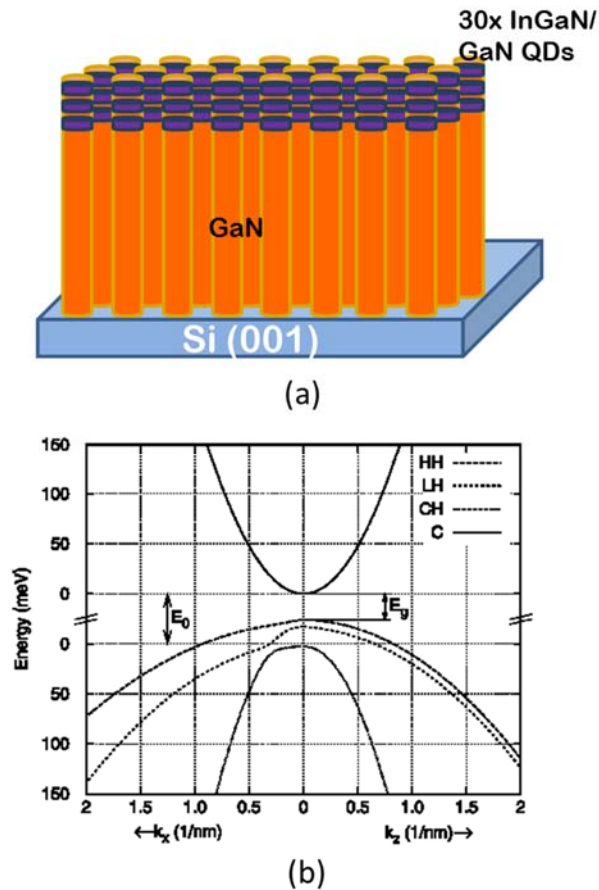 30x InGaN/
GaN QDs
GaN
Si (001)
(a)
150
100
50
0
0
50
100
150
Energy (meV)
HH
LH
CH
C
E0
Eg
2
1.5
1.0
0.5
0
0.5
1.0
1.5
2
←kx (1/nm)
kz (1/nm)→
(b)